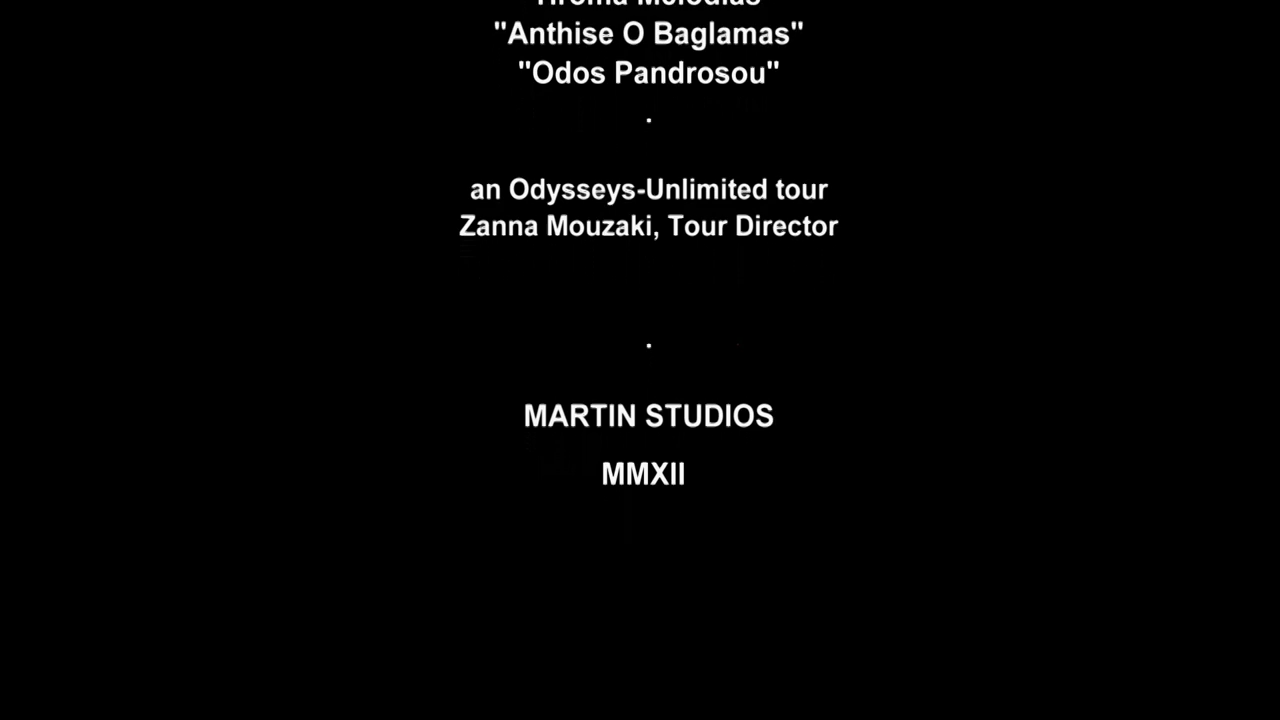 "Anthise O Baglamas"
"Odos Pandrosou"
.
an Odysseys-Unlimited tour
Zanna Mouzaki, Tour Director
.
MARTIN STUDIOS
MMXII